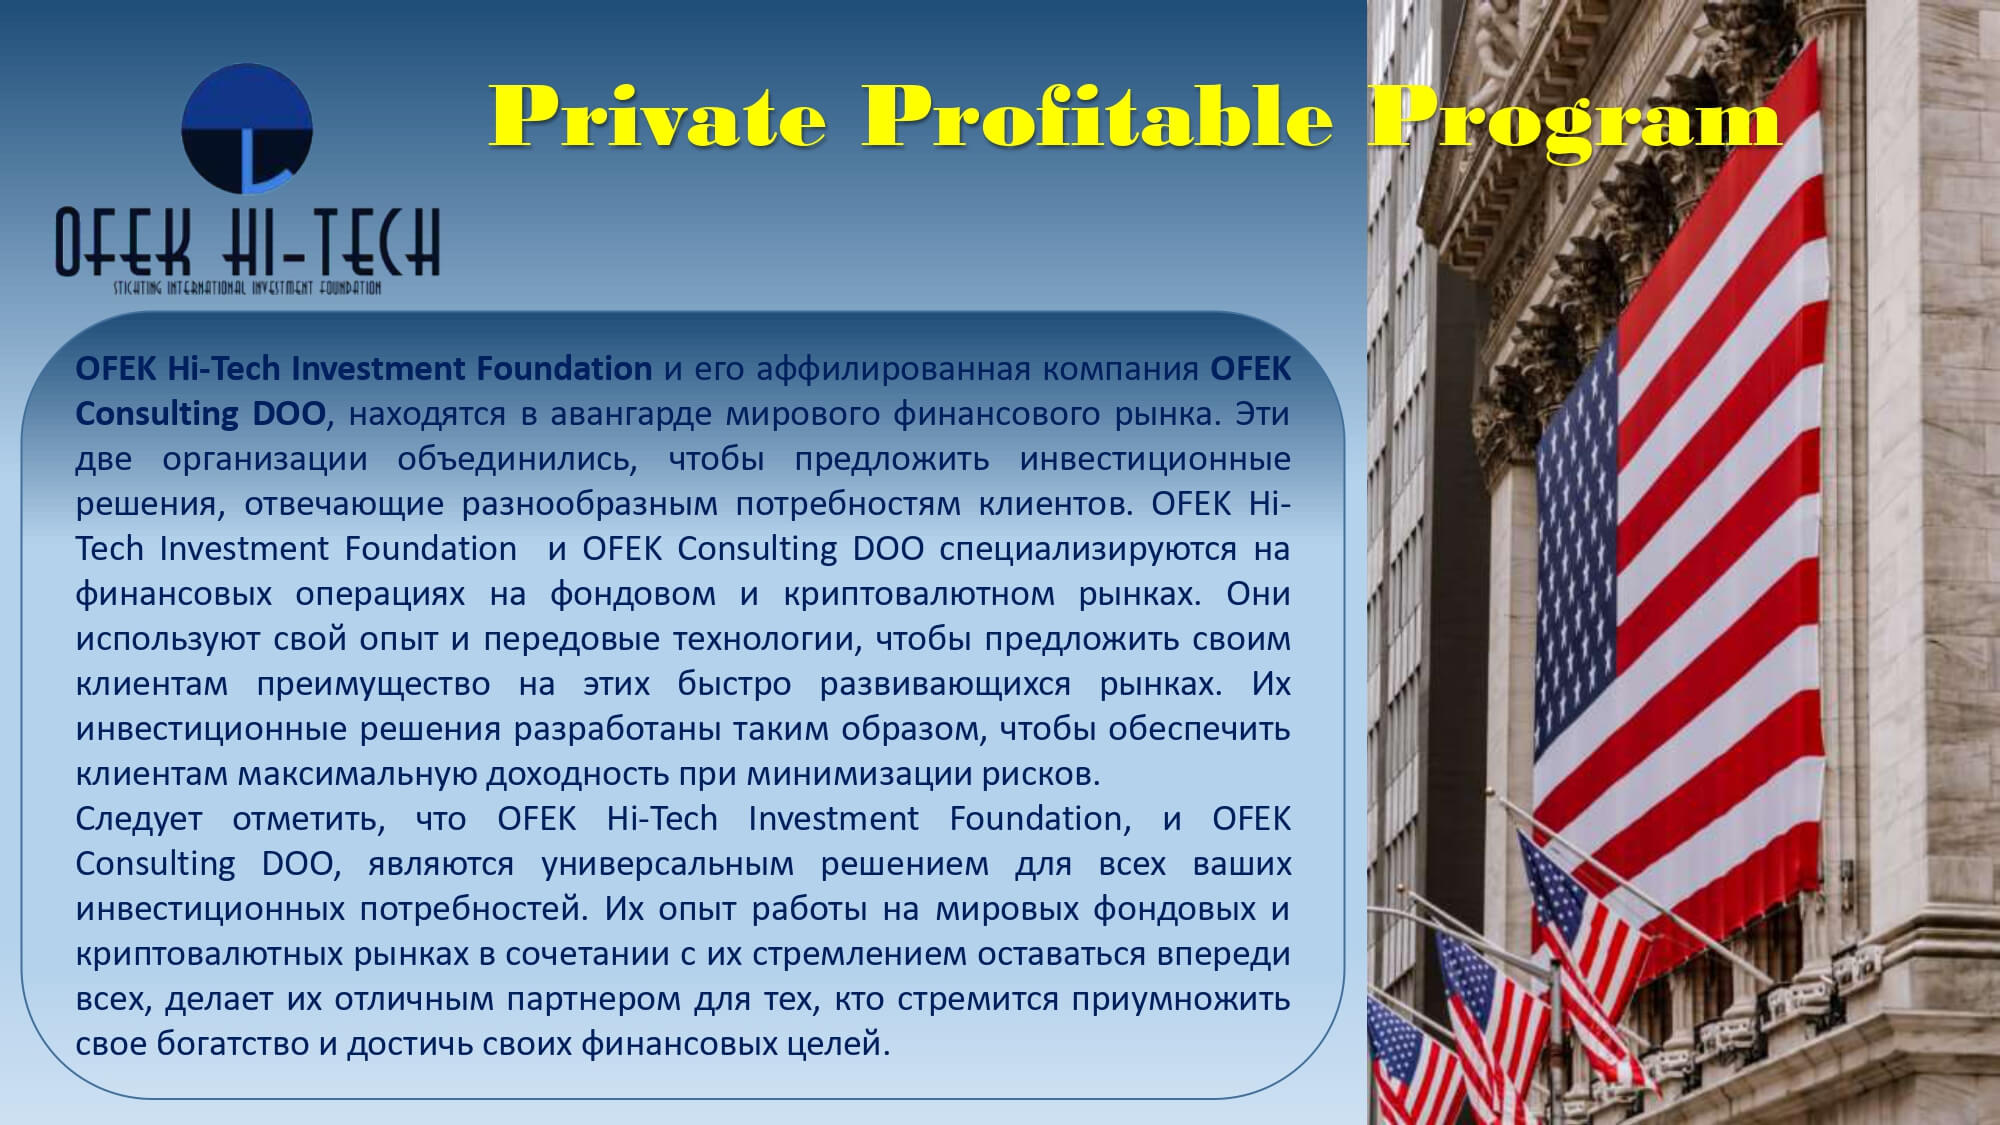 Private Profitable Program
OFEK HI-TECH
STICHTING INTERNATIONAL INVESTMENT FOUNDATION
OFEK Hi-Tech Investment Foundation и его аффилированная компания OFEK
Consulting DOO, находятся в авангарде мирового финансового рынка. Эти
две организации объединились, чтобы предложить инвестиционные
решения, отвечающие разнообразным потребностям клиентов. OFEK Hi-
Tech Investment Foundation и OFEK Consulting DOO специализируются на
финансовых операциях на фондовом и криптовалютном рынках. Они
используют свой опыт и передовые технологии, чтобы предложить своим
клиентам преимущество на этих быстро развивающихся рынках. Их
инвестиционные решения разработаны таким образом, чтобы обеспечить
клиентам максимальную доходность при минимизации рисков.
Следует отметить, что OFEK Hi-Tech Investment Foundation, и OFEK
Consulting DOO, являются универсальным решением для всех ваших
инвестиционных потребностей. Их опыт работы на мировых фондовых и
криптовалютных рынках в сочетании с их стремлением оставаться впереди
всех, делает их отличным партнером для тех, кто стремится приумножить
свое богатство и достичь своих финансовых целей.